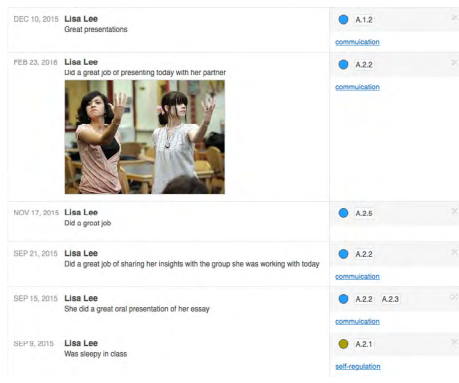 DEC 10, 2015 Lisa Lee A.1.2
Great presentations
commuication
FEB 23, 2016 Lisa Lee A.2.2
Did a great job of presenting today with her partner
commuication
NOV 17, 2015 Lisa Lee A.2.5
Did a great job
SEP 21, 2015 Lisa Lee A.2.2
Did a great job of sharing her insights with the group she was working with today
commuication
SEP 15, 2015 Lisa Lee A.2.2 A.2.3
She did a great oral presentation of her essay
commuication
SEP 9, 2015 Lisa Lee A.2.1
Was sleepy in class
self-regulation